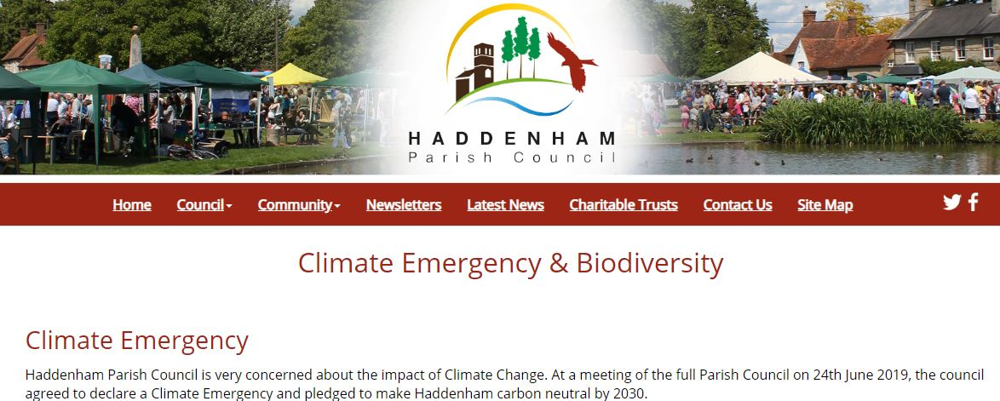 HADDENHAM
Parish Council
Home Council Community Newsletters Latest News Charitable Trusts Contact Us Site Map
Climate Emergency & Biodiversity
Climate Emergency
Haddenham Parish Council is very concerned about the impact of Climate Change. At a meeting of the full Parish Council on 24th June 2019, the council
agreed to declare a Climate Emergency and pledged to make Haddenham carbon neutral by 2030.